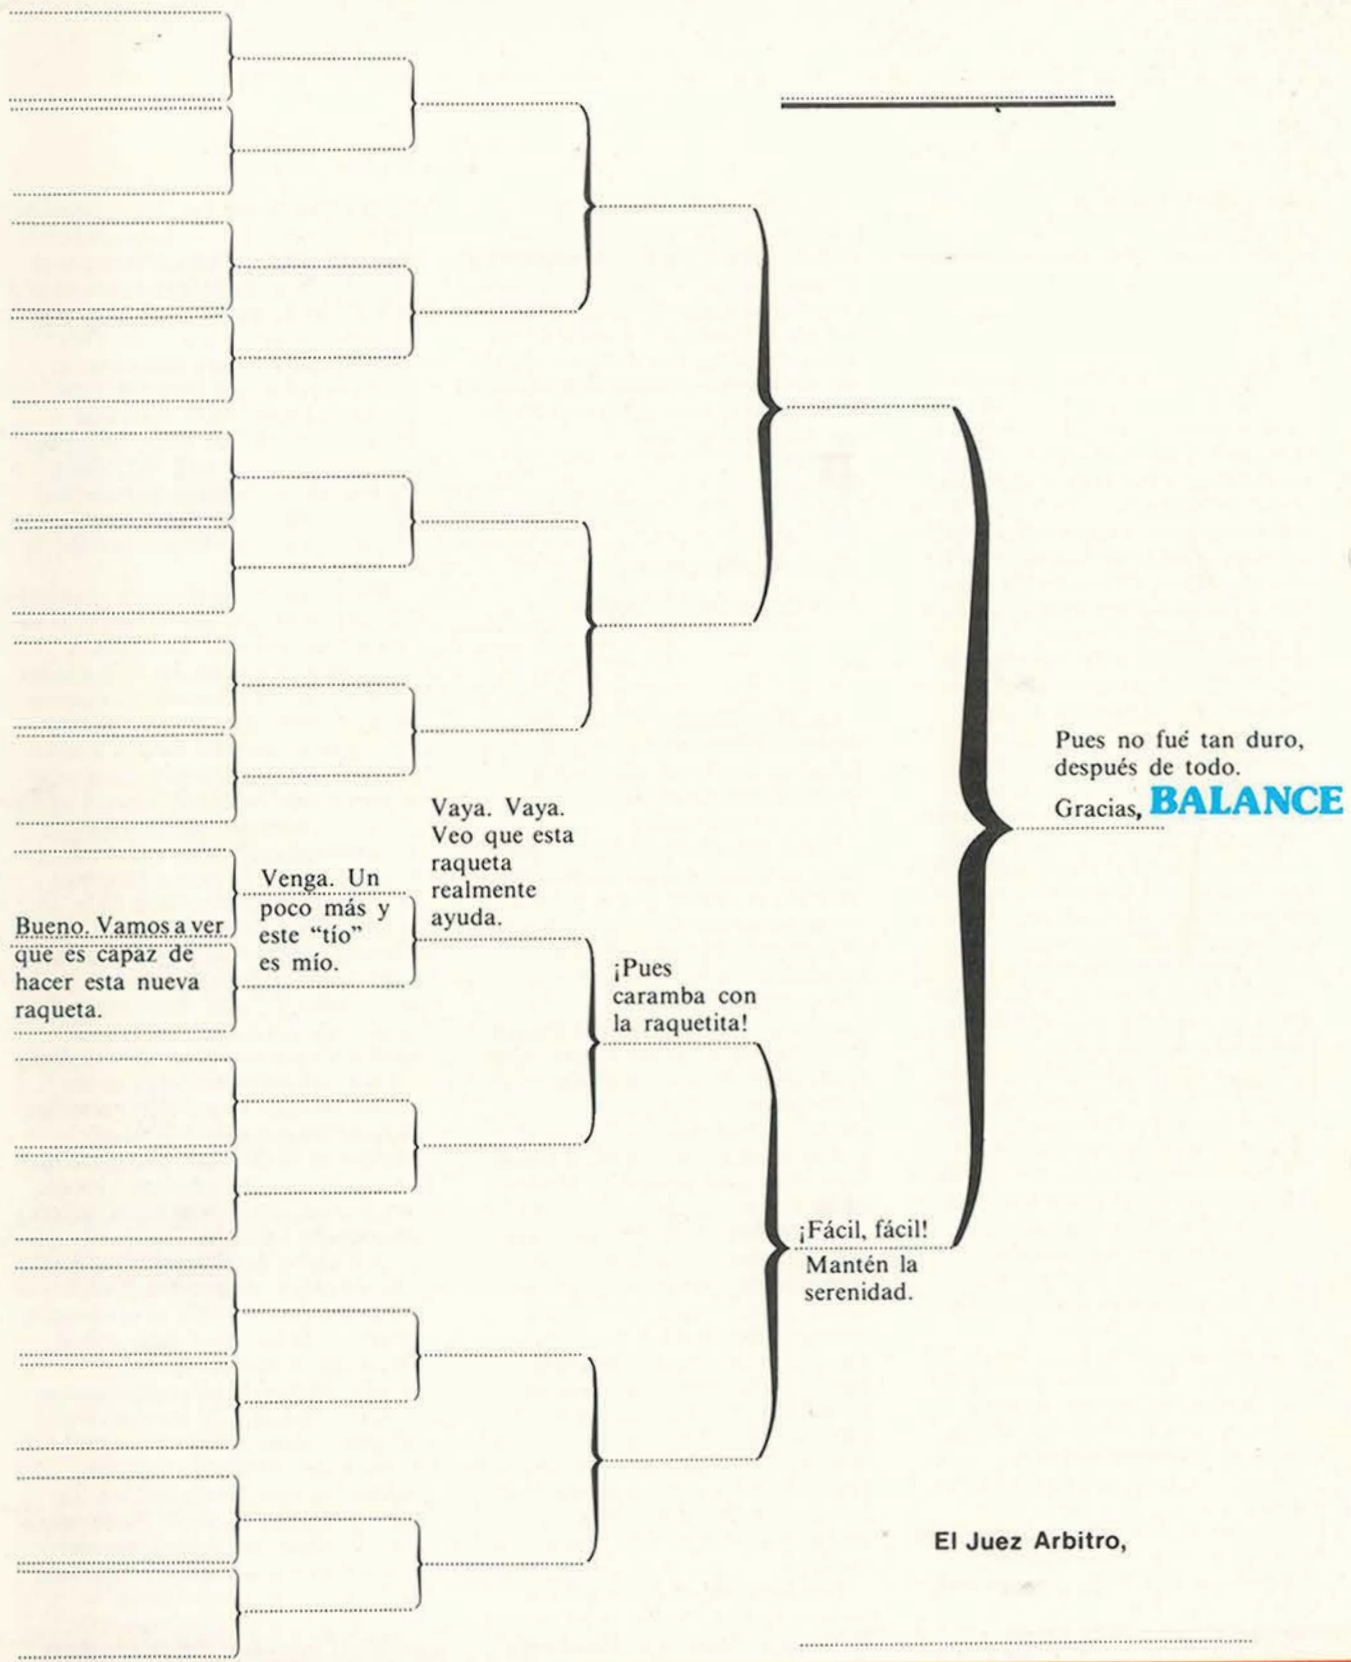 Bueno. Vamos a ver
que es capaz de
hacer esta nueva
raqueta.
Venga. Un
poco más y
este “tío”
es mío.
Vaya. Vaya.
Veo que esta
raqueta
realmente
ayuda.
¡Pues
caramba con
la raquetita!
¡Fácil, fácil!
Mantén la
serenidad.
Pues no fué tan duro,
después de todo.
Gracias, BALANCE
El Juez Arbitro,